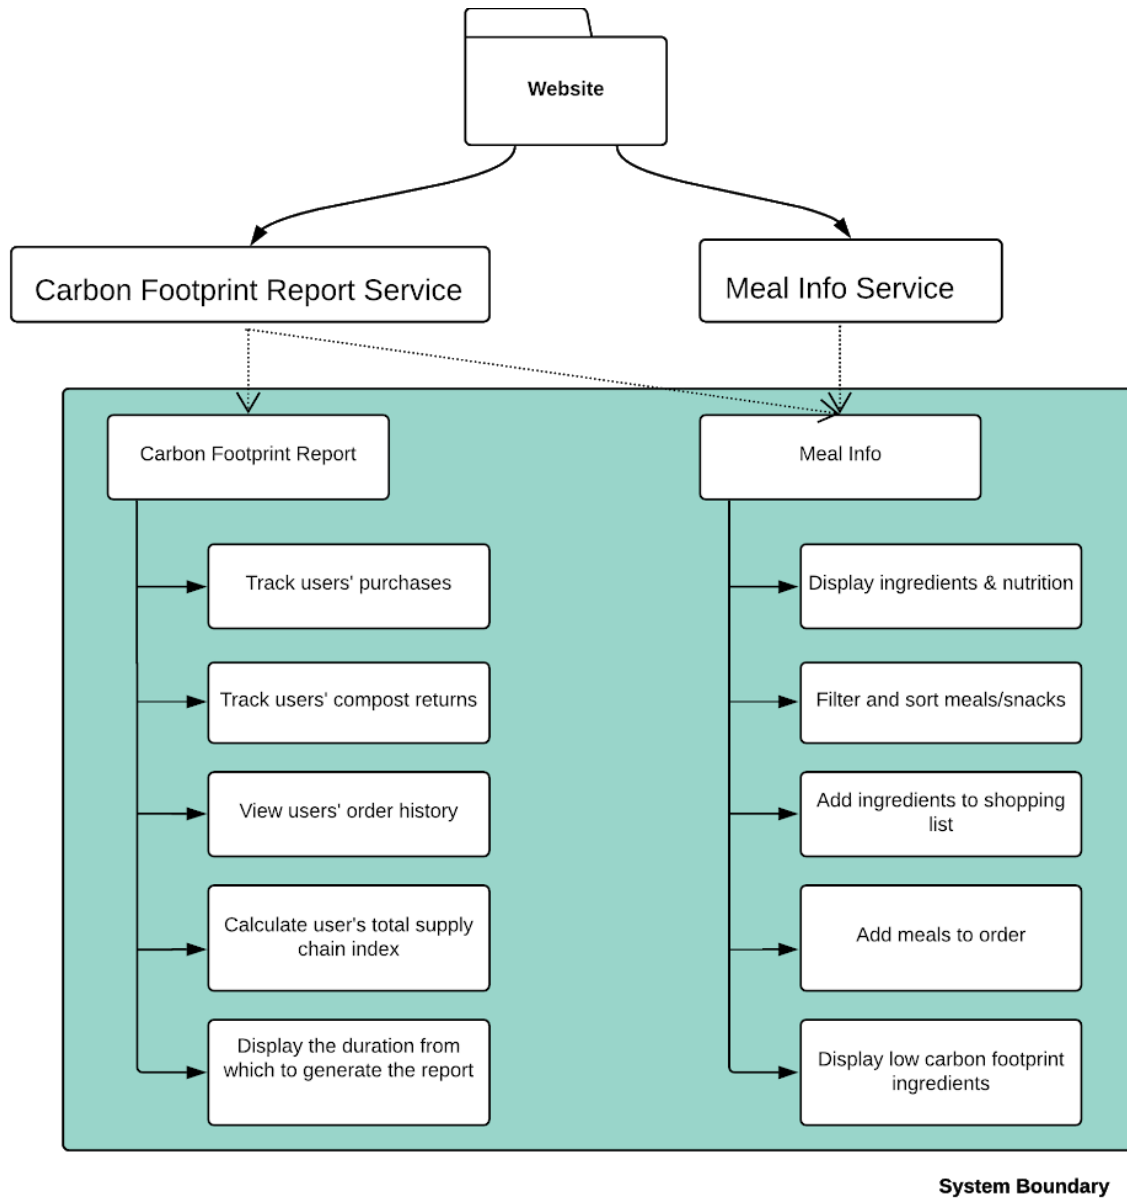 Website
Carbon Footprint Report Service
Meal Info Service
Carbon Footprint Report
Meal Info
Track users' purchases
Display ingredients & nutrition
Track users' compost returns
Filter and sort meals/snacks
View users' order history
Add ingredients to shopping
list
Calculate user's total supply
chain index
Add meals to order
Display the duration from
which to generate the report
Display low carbon footprint
ingredients
System Boundary